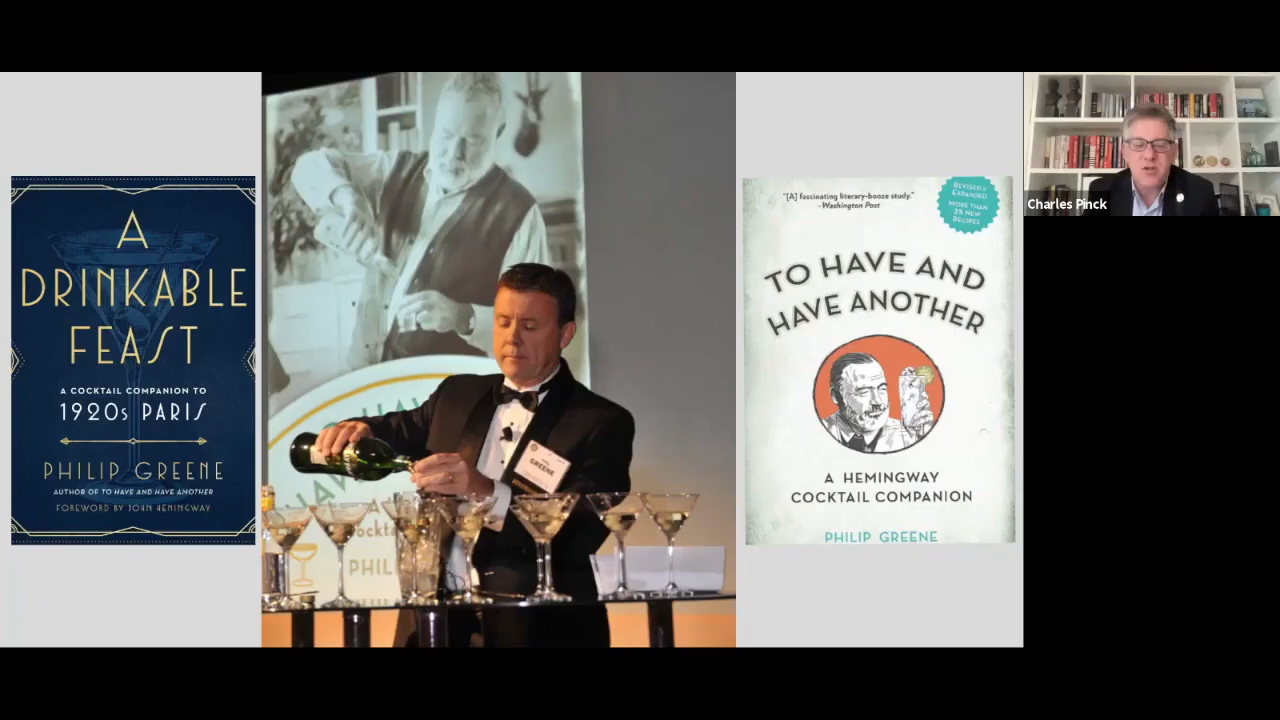 A
DRINKABLE
FEAST
A COCKTAIL COMPANION TO
1920s PARIS
PHILIP GREENE
AUTHOR OF TO HAVE AND HAVE ANOTHER
FOREWORD BY JOHN HEMINGWAY
GREENE
PHIL
"[A] fascinating literary-booze study."
–Washington Post
REVISED &
EXPANDED
MORE THAN
25 NEW
RECIPES
TO HAVE AND
HAVE ANOTHER
A HEMINGWAY
COCKTAIL COMPANION
PHILIP GREENE
Charles Pinck